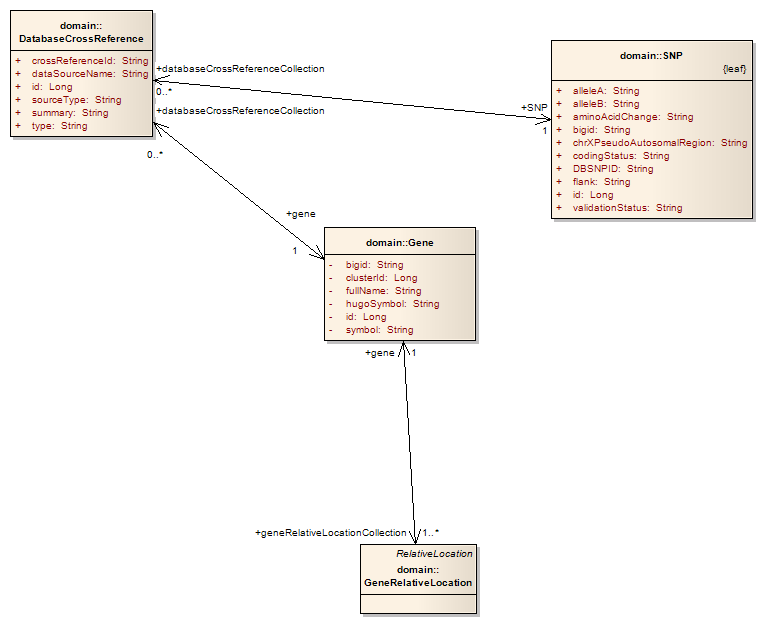 domain::
DatabaseCrossReference
+ crossReferenceId: String
+ dataSourceName: String
+ id: Long
+ sourceType: String
+ summary: String
+ type: String
+databaseCrossReferenceCollection
0..*
+databaseCrossReferenceCollection
0..*
+SNP
1
domain::SNP
{leaf}
+ alleleA: String
+ alleleB: String
+ aminoAcidChange: String
+ bigid: String
+ chrXPseudoAutosomalRegion: String
+ codingStatus: String
+ DBSNPID: String
+ flank: String
+ id: Long
+ validationStatus: String
+gene
1
domain::Gene
- bigid: String
- clusterId: Long
- fullName: String
- hugoSymbol: String
- id: Long
- symbol: String
+gene 1
+geneRelativeLocationCollection 1..*
RelativeLocation
domain::
GeneRelativeLocation